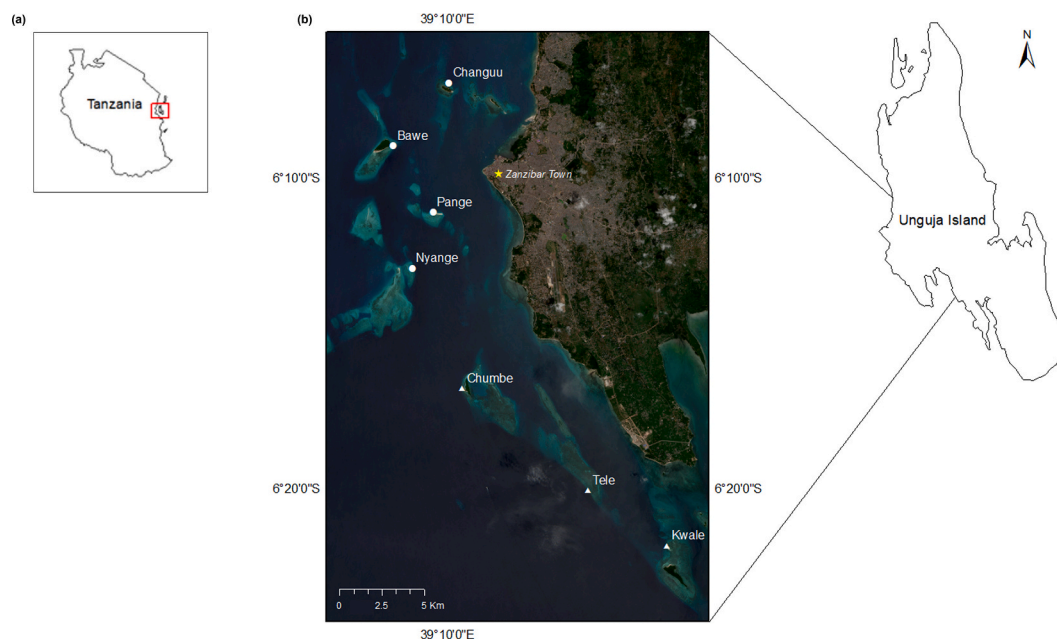 (a)
(b)
39°10'0"E
N
Tanzania
Changuu
Bawe
6°10'0"S
Zanzibar Town
6°10'0"S
Pange
Unguja Island
Nyange
Chumbe
6°20'0"S
Tele
6°20'0"S
Kwale
0 2.5 5 Km
39°10'0"E